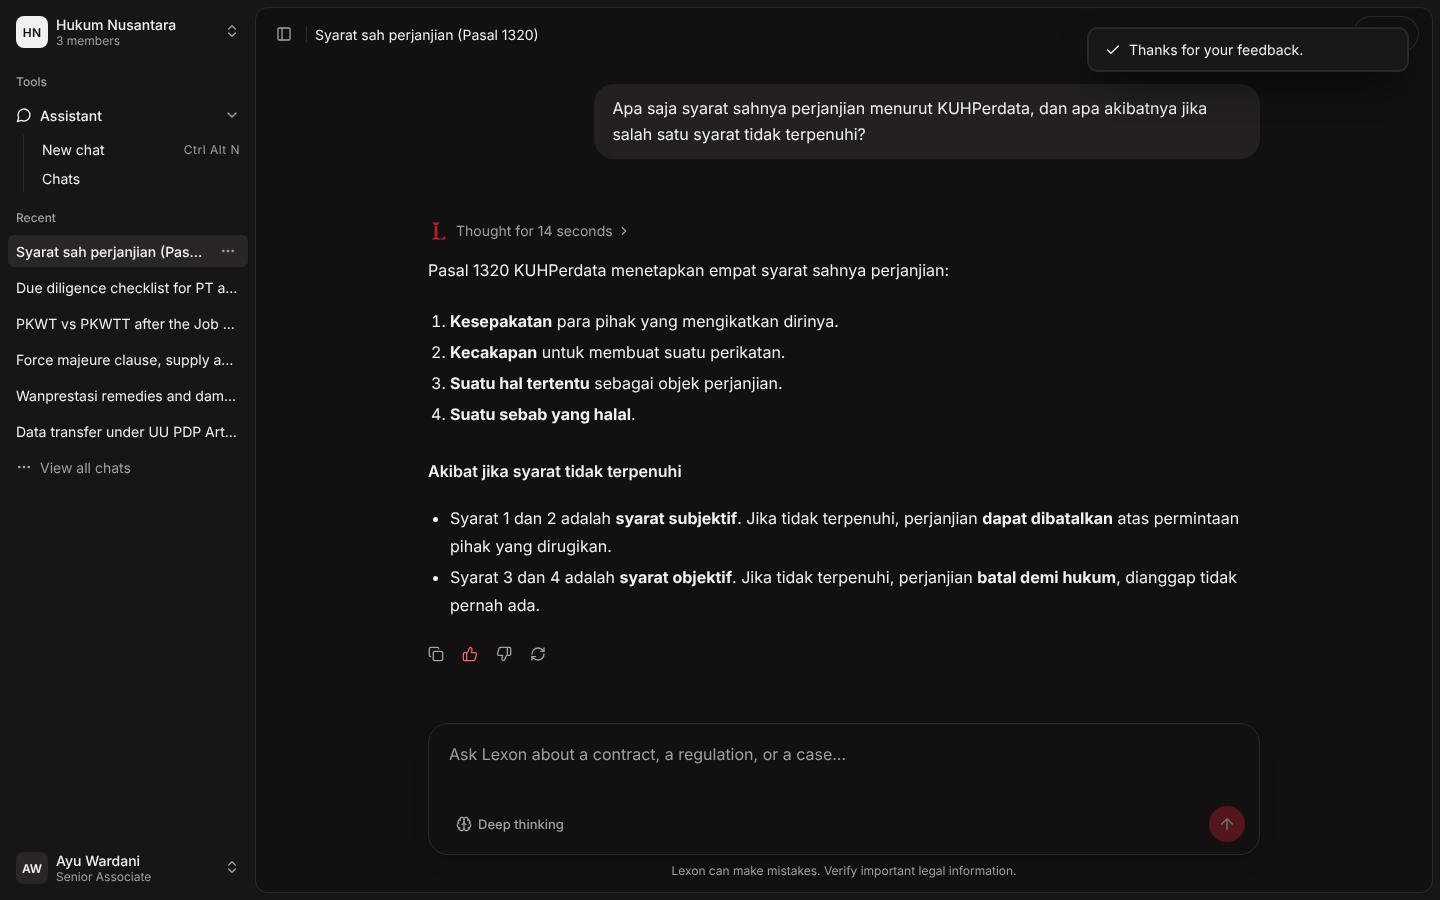 HN
Hukum Nusantara
3 members
Tools
Assistant
New chat Ctrl Alt N
Chats
Recent
Syarat sah perjanjian (Pas...
Due diligence checklist for PT a...
PKWT vs PKWTT after the Job ...
Force majeure clause, supply a...
Wanprestasi remedies and dam...
Data transfer under UU PDP Art...
View all chats
AW
Ayu Wardani
Senior Associate
Syarat sah perjanjian (Pasal 1320)
Thanks for your feedback.
Apa saja syarat sahnya perjanjian menurut KUHPerdata, dan apa akibatnya jika
salah satu syarat tidak terpenuhi?
L Thought for 14 seconds
Pasal 1320 KUHPerdata menetapkan empat syarat sahnya perjanjian:
1. Kesepakatan para pihak yang mengikatkan dirinya.
2. Kecakapan untuk membuat suatu perikatan.
3. Suatu hal tertentu sebagai objek perjanjian.
4. Suatu sebab yang halal.
Akibat jika syarat tidak terpenuhi
• Syarat 1 dan 2 adalah syarat subjektif. Jika tidak terpenuhi, perjanjian dapat dibatalkan atas permintaan
pihak yang dirugikan.
• Syarat 3 dan 4 adalah syarat objektif. Jika tidak terpenuhi, perjanjian batal demi hukum, dianggap tidak
pernah ada.
Ask Lexon about a contract, a regulation, or a case...
Deep thinking
Lexon can make mistakes. Verify important legal information.